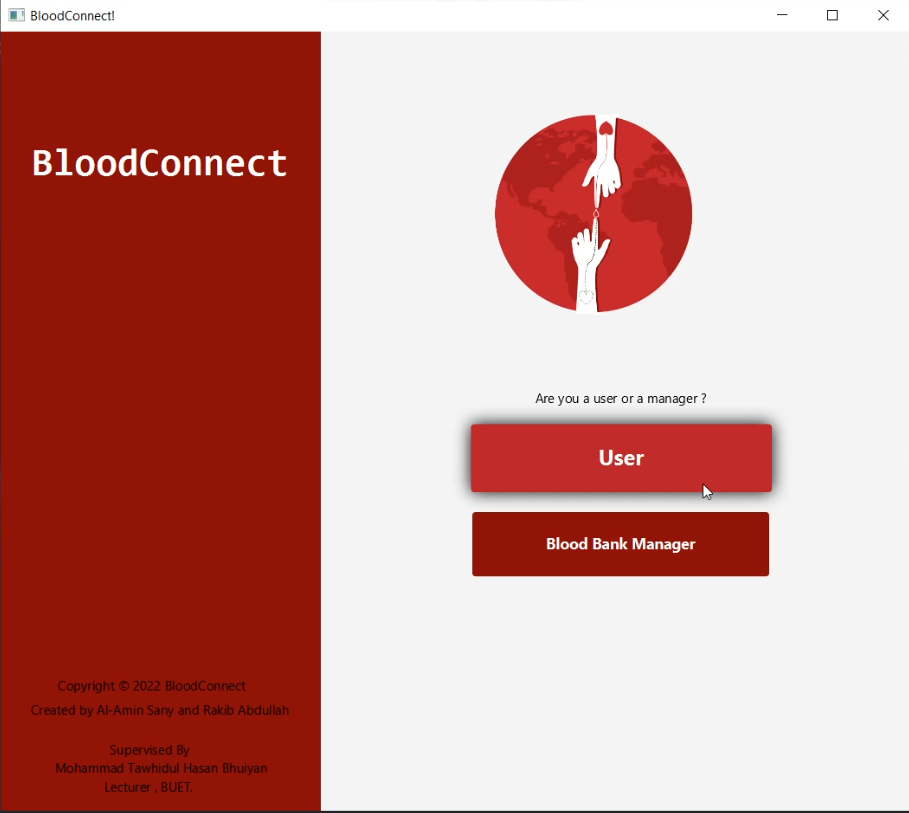 BloodConnect!
BloodConnect
Are you a user or a manager ?
User
Blood Bank Manager
Copyright © 2022 BloodConnect
Created by Al-Amin Sany and Rakib Abdullah
Supervised By
Mohammad Tawhidul Hasan Bhuiyan
Lecturer , BUET.